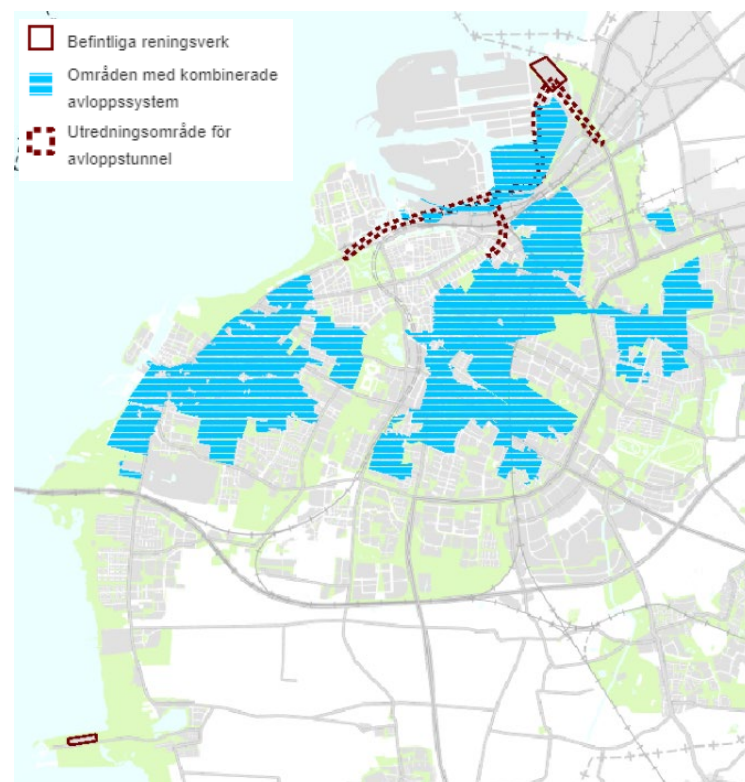 Befintliga reningsverk
Områden med kombinerade
avloppssystem
Utredningsområde för
avloppstunnel